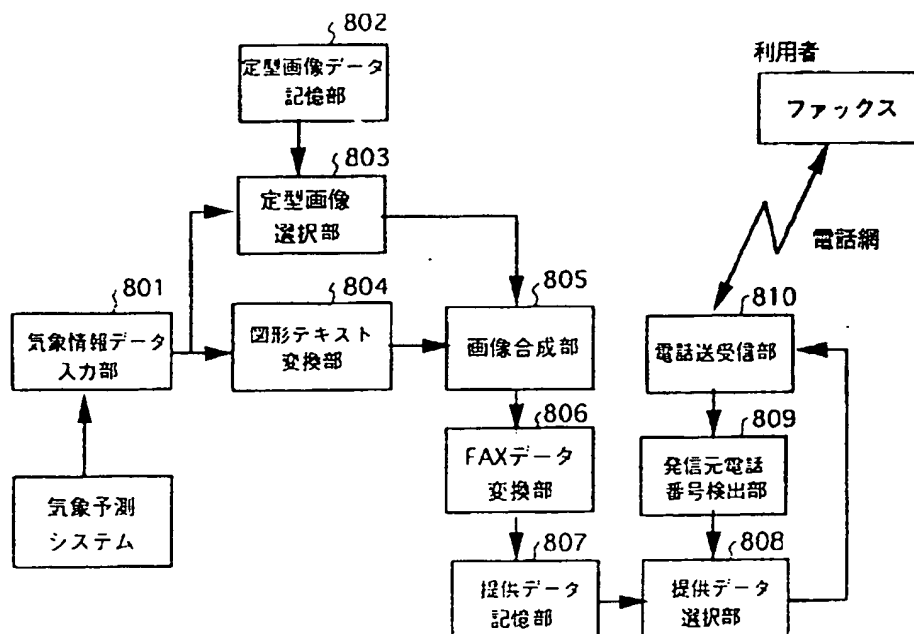 802
定型画像データ
記憶部
利用者
ファックス
803
定型画像
選択部
電話網
801
気象情報データ
入力部
804
図形テキスト
変換部
805
画像合成部
810
電話送受信部
806
FAXデータ
変換部
809
発信元電話
番号検出部
気象予測
システム
807
提供データ
記憶部
808
提供データ
選択部